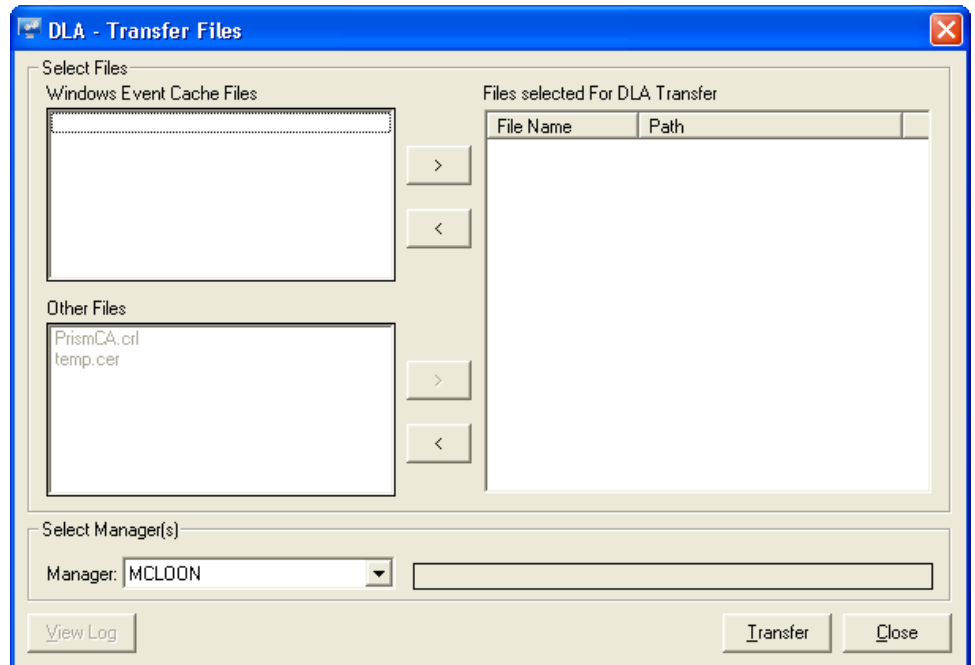 DLA - Transfer Files
Select Files
Windows Event Cache Files
Files selected For DLA Transfer
File Name Path
>
<
Other Files
PrismCA.crl
temp.cer
>
<
Select Manager(s)
Manager: MCLOON
View Log Transfer Close